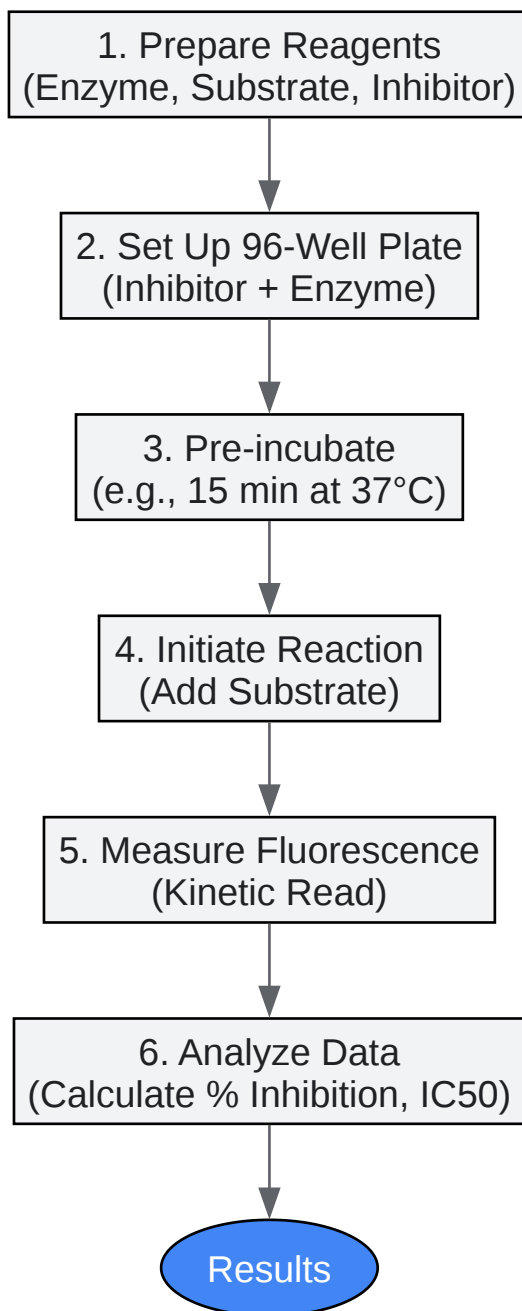 1. Prepare Reagents
(Enzyme, Substrate, Inhibitor)
2. Set Up 96-Well Plate
(Inhibitor + Enzyme)
3. Pre-incubate
(e.g., 15 min at 37°C)
4. Initiate Reaction
(Add Substrate)
5. Measure Fluorescence
(Kinetic Read)
6. Analyze Data
(Calculate % Inhibition, IC50)
Results